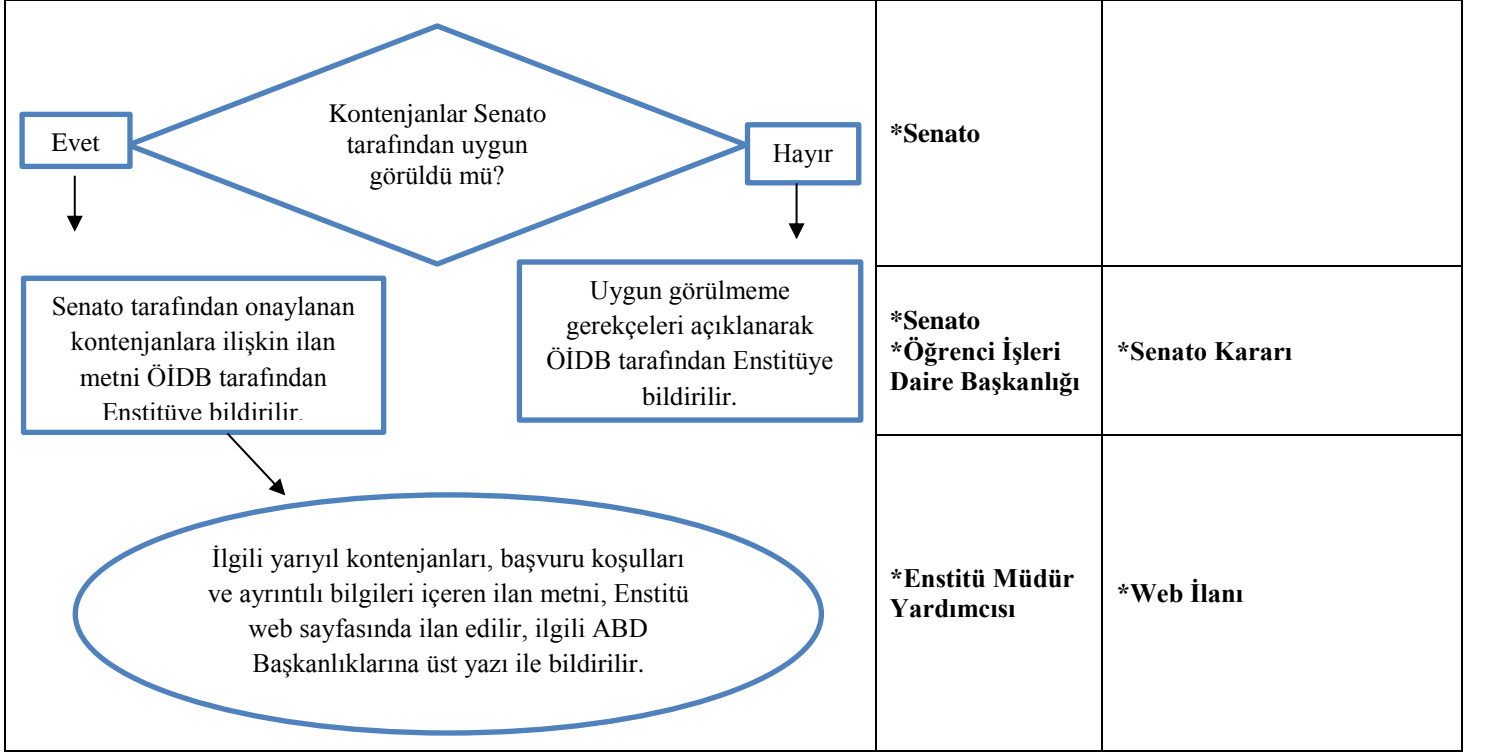 Kontenjanlar Senato
tarafından uygun
görüldü mü?
Evet
Hayır
*Senato
Senato tarafından onaylanan
kontenjanlara ilişkin ilan
metni ÖİDB tarafından
Enstitüye bildirilir.
Uygun görülmeme
gerekçeleri açıklanarak
ÖİDB tarafından Enstitüye
bildirilir.
*Senato
*Öğrenci İşleri
Daire Başkanlığı
*Senato Kararı
İlgili yarıyıl kontenjanları, başvuru koşulları
ve ayrıntılı bilgileri içeren ilan metni, Enstitü
web sayfasında ilan edilir, ilgili ABD
Başkanlıklarına üst yazı ile bildirilir.
*Enstitü Müdür
Yardımcısı
*Web İlanı